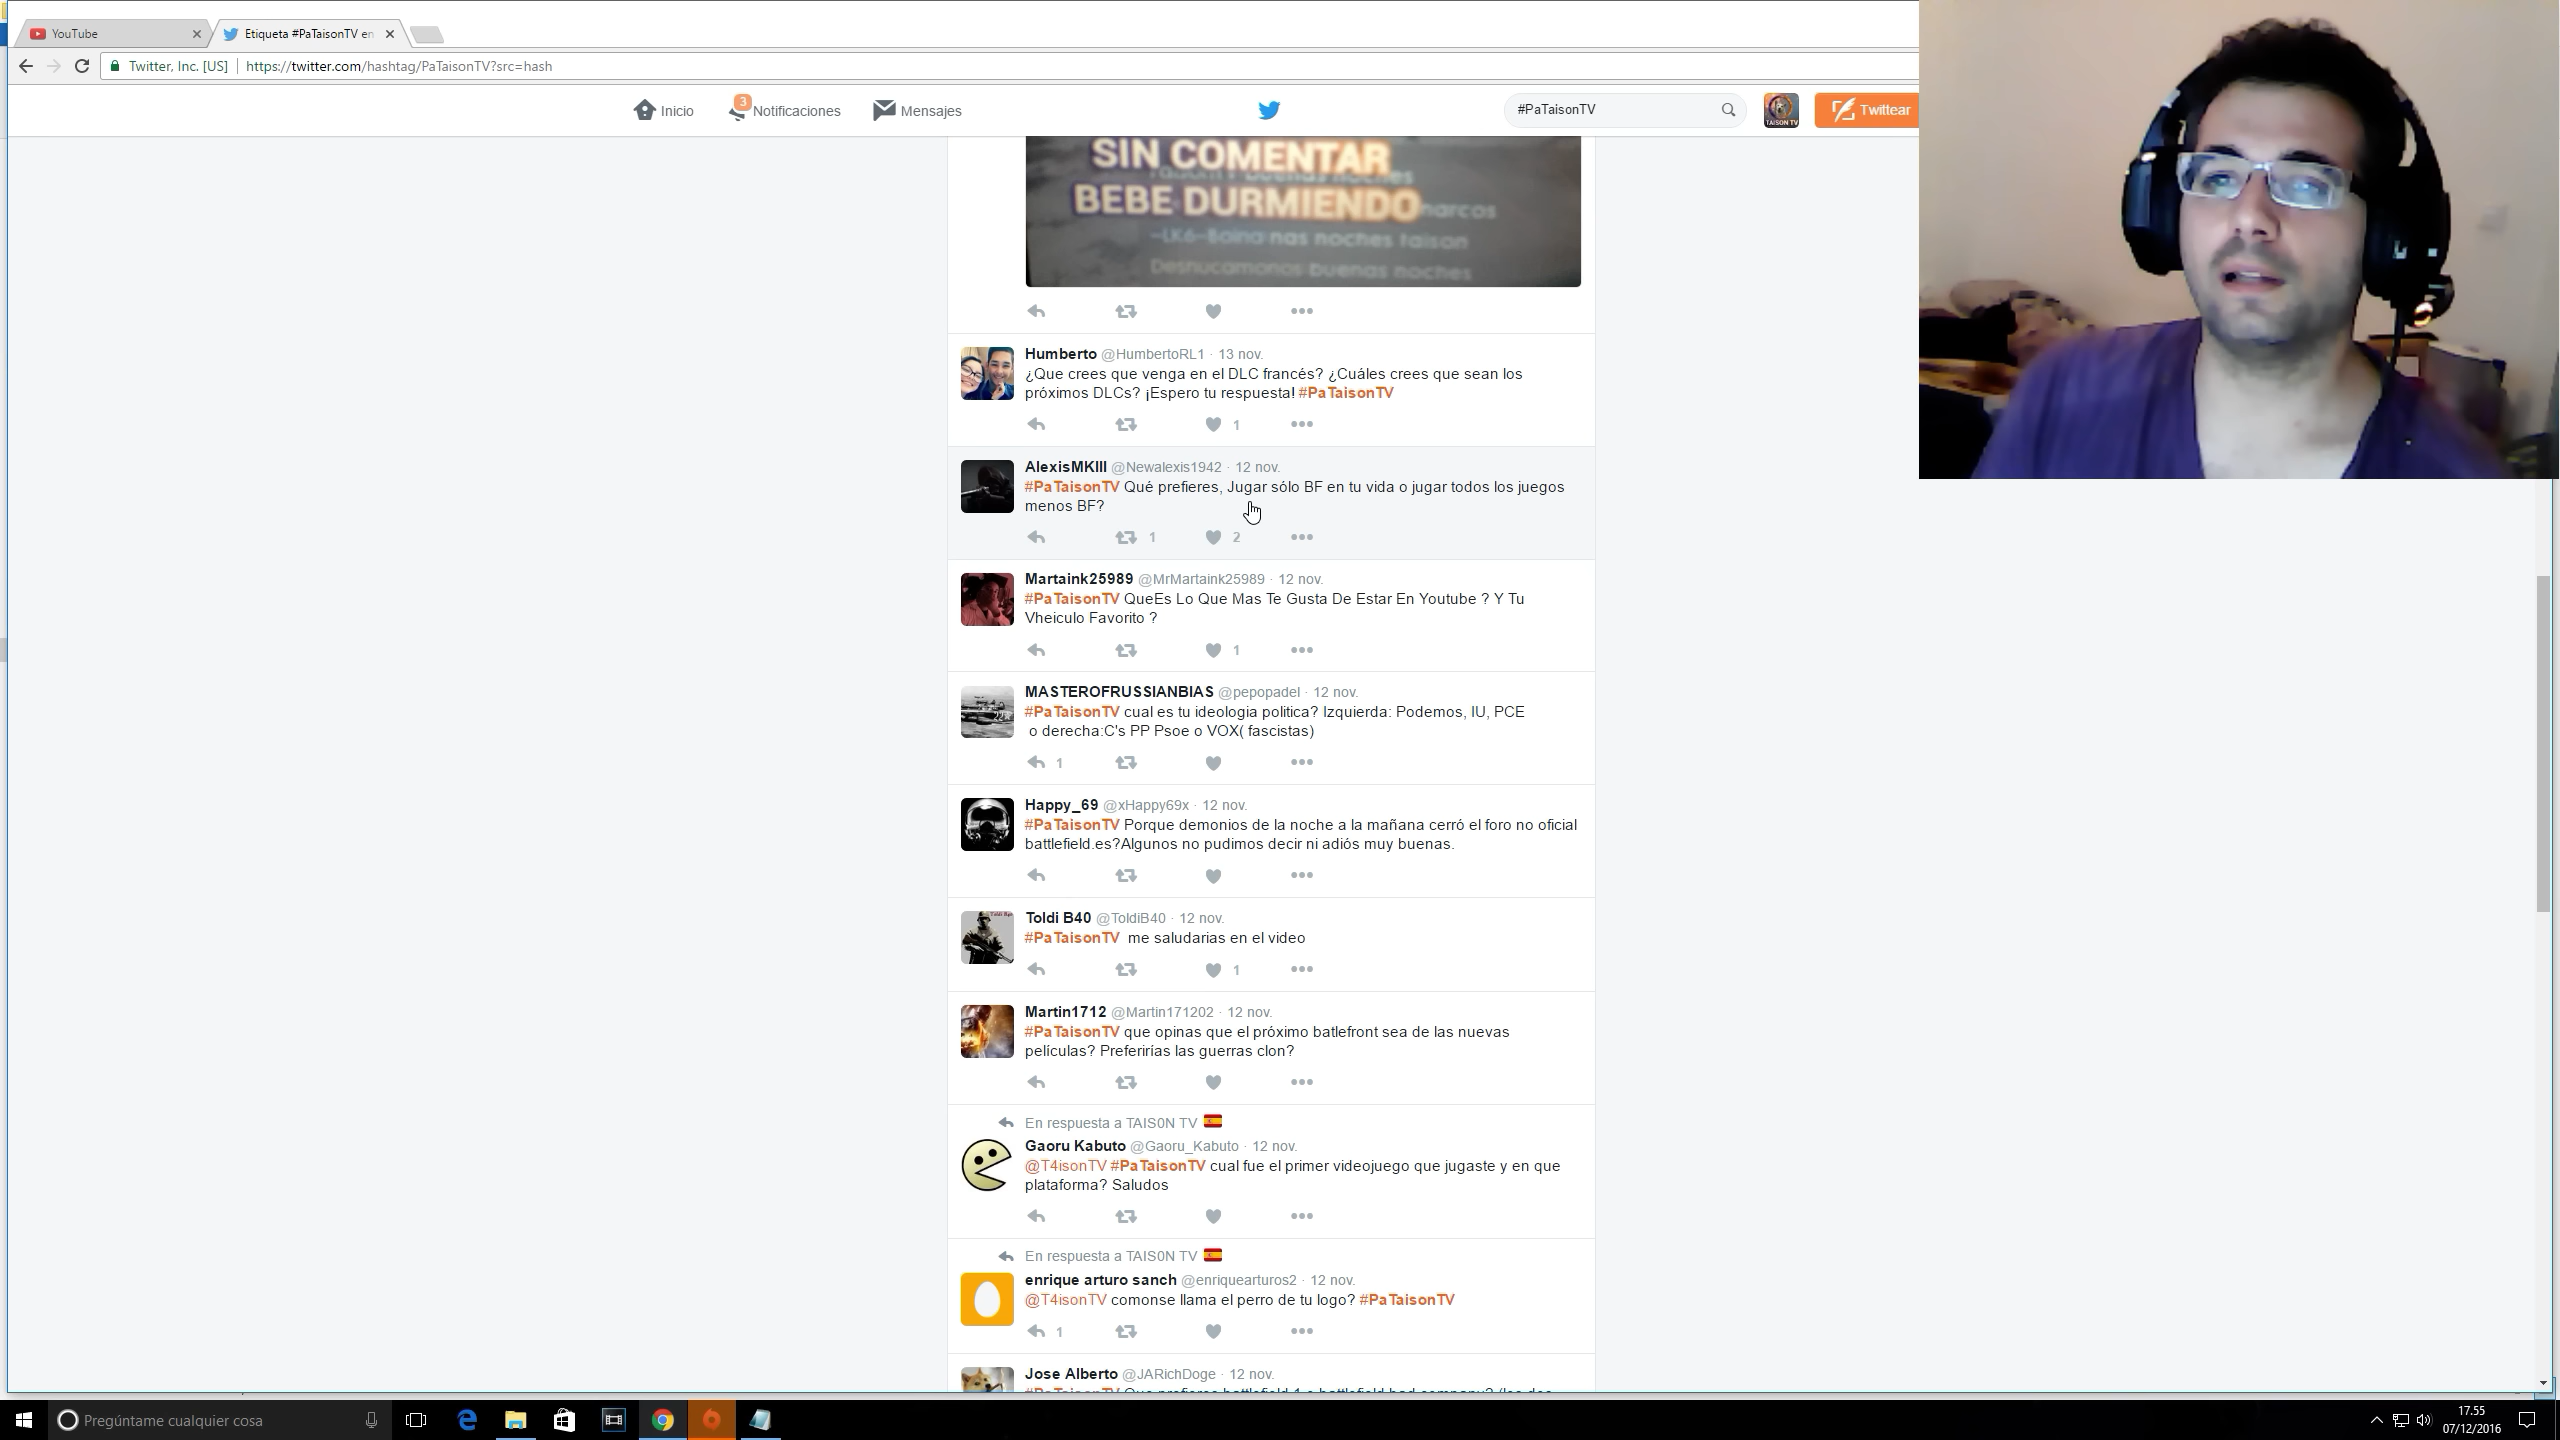 YouTube
Etiqueta #PaTaisonTV en
Twitter, Inc. [US]
https://twitter.com/hashtag/PaTaisonTV?src=hash
Inicio
3
Notificaciones
Mensajes
#PaTaisonTV
TAISON TV
Twittear
SIN COMENTAR
BEBE DURMIENDO
-LK6-Boina nas noches taison
Desnucamonas buenas noches
Humberto @HumbertoRL1 · 13 nov.
¿Que crees que venga en el DLC francés? ¿Cuáles crees que sean los
próximos DLCs? ¡Espero tu respuesta! #PaTaisonTV
1
AlexisMKIII @Newalexis1942 · 12 nov.
#PaTaisonTV Qué prefieres, Jugar sólo BF en tu vida o jugar todos los juegos
menos BF?
1 2
Martaink25989 @MrMartaink25989 · 12 nov.
#PaTaisonTV QueEs Lo Que Mas Te Gusta De Estar En Youtube ? Y Tu
Vheiculo Favorito ?
1
MASTEROFRUSSIANBIAS @pepopadel · 12 nov.
#PaTaisonTV cual es tu ideologia politica? Izquierda: Podemos, IU, PCE
o derecha:C's PP Psoe o VOX( fascistas)
1
Happy_69 @xHappy69x · 12 nov.
#PaTaisonTV Porque demonios de la noche a la mañana cerró el foro no oficial
battlefield.es?Algunos no pudimos decir ni adiós muy buenas.
Toldi B40 @ToldiB40 · 12 nov.
#PaTaisonTV me saludarias en el video
1
Martin1712 @Martin171202 · 12 nov.
#PaTaisonTV que opinas que el próximo batlefront sea de las nuevas
películas? Preferirías las guerras clon?
En respuesta a TAIS0N TV
Gaoru Kabuto @Gaoru_Kabuto · 12 nov.
@T4isonTV #PaTaisonTV cual fue el primer videojuego que jugaste y en que
plataforma? Saludos
En respuesta a TAIS0N TV
enrique arturo sanch @enriquearturos2 · 12 nov.
@T4isonTV comonse llama el perro de tu logo? #PaTaisonTV
1
Jose Alberto @JARichDoge · 12 nov.
Pregúntame cualquier cosa
17.55
07/12/2016